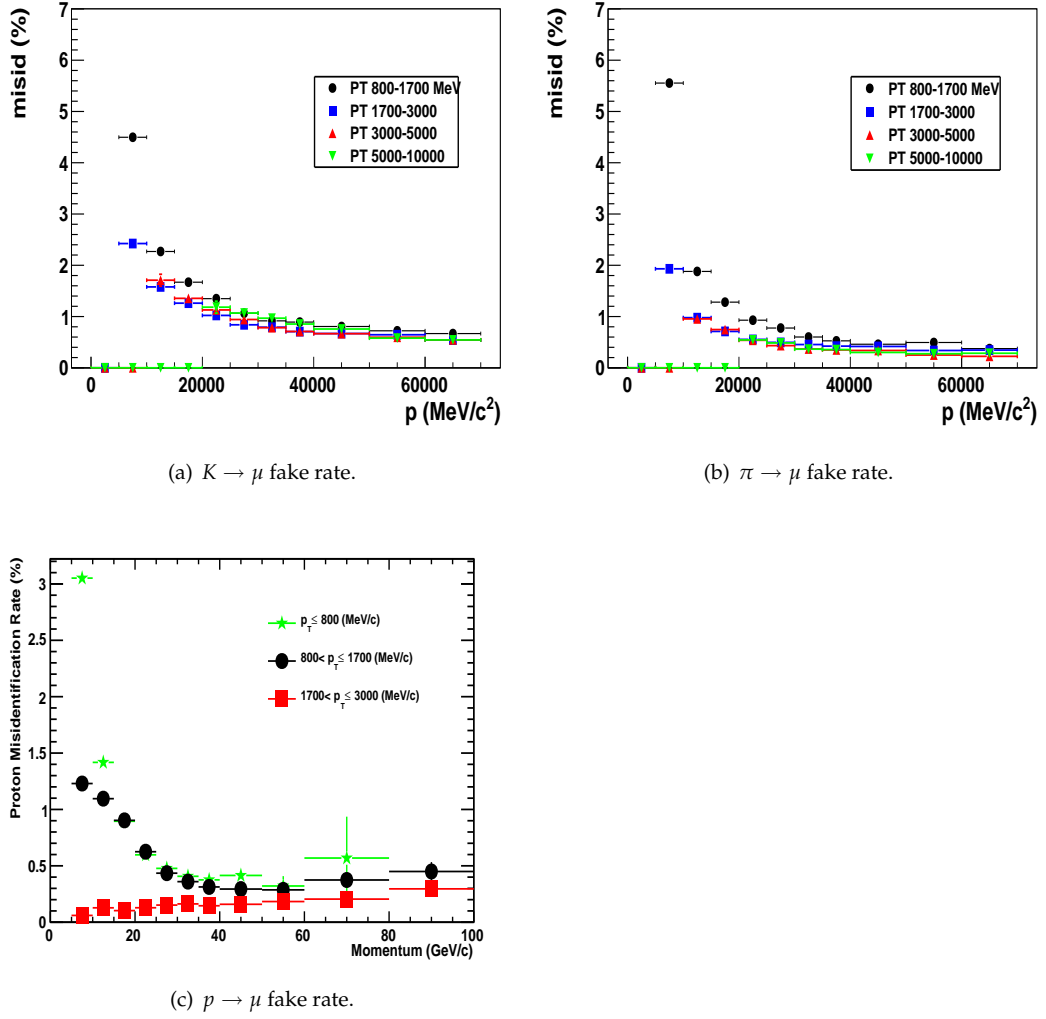 misid (%)
7
6
5
4
3
2
1
0
PT 800-1700 MeV
PT 1700-3000
PT 3000-5000
PT 5000-10000
0 20000 40000 60000
p (MeV/c²)
(a) K → μ fake rate.
misid (%)
7
6
5
4
3
2
1
0
PT 800-1700 MeV
PT 1700-3000
PT 3000-5000
PT 5000-10000
0 20000 40000 60000
p (MeV/c²)
(b) π → μ fake rate.
Proton Misidentification Rate (%)
3
2.5
2
1.5
1
0.5
0
p_T ≤ 800 (MeV/c)
800< p_T ≤ 1700 (MeV/c)
1700< p_T ≤ 3000 (MeV/c)
0 20 40 60 80 100
Momentum (GeV/c)
(c) p → μ fake rate.